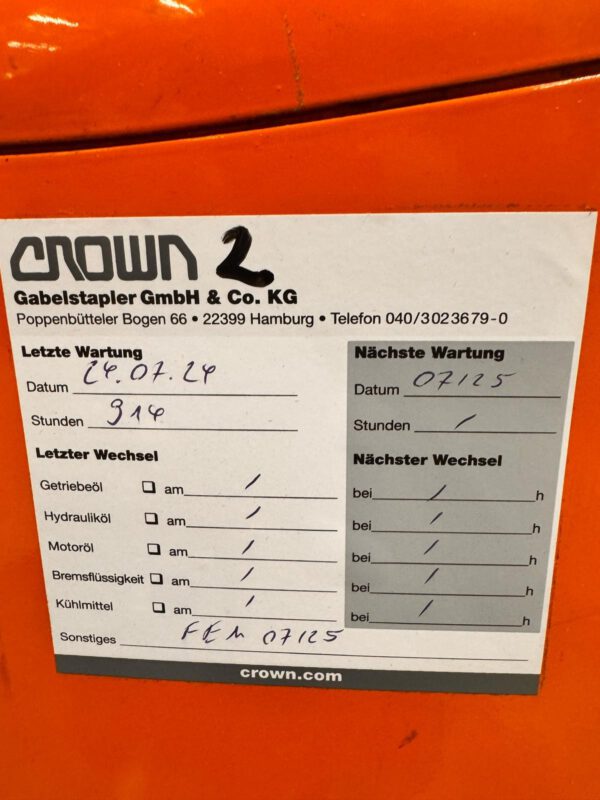 CROWN 2
Gabelstapler GmbH & Co. KG
Poppenbütteler Bogen 66 • 22399 Hamburg • Telefon 040/3023679-0
Letzte Wartung
Datum 24.07.24
Stunden 914
Nächste Wartung
Datum 07/25
Stunden /
Letzter Wechsel
Nächster Wechsel
Getriebeöl ❑ am / bei / h
Hydrauliköl ❑ am / bei / h
Motoröl ❑ am / bei / h
Bremsflüssigkeit ❑ am / bei / h
Kühlmittel ❑ am / bei / h
Sonstiges FEM 07/25
crown.com